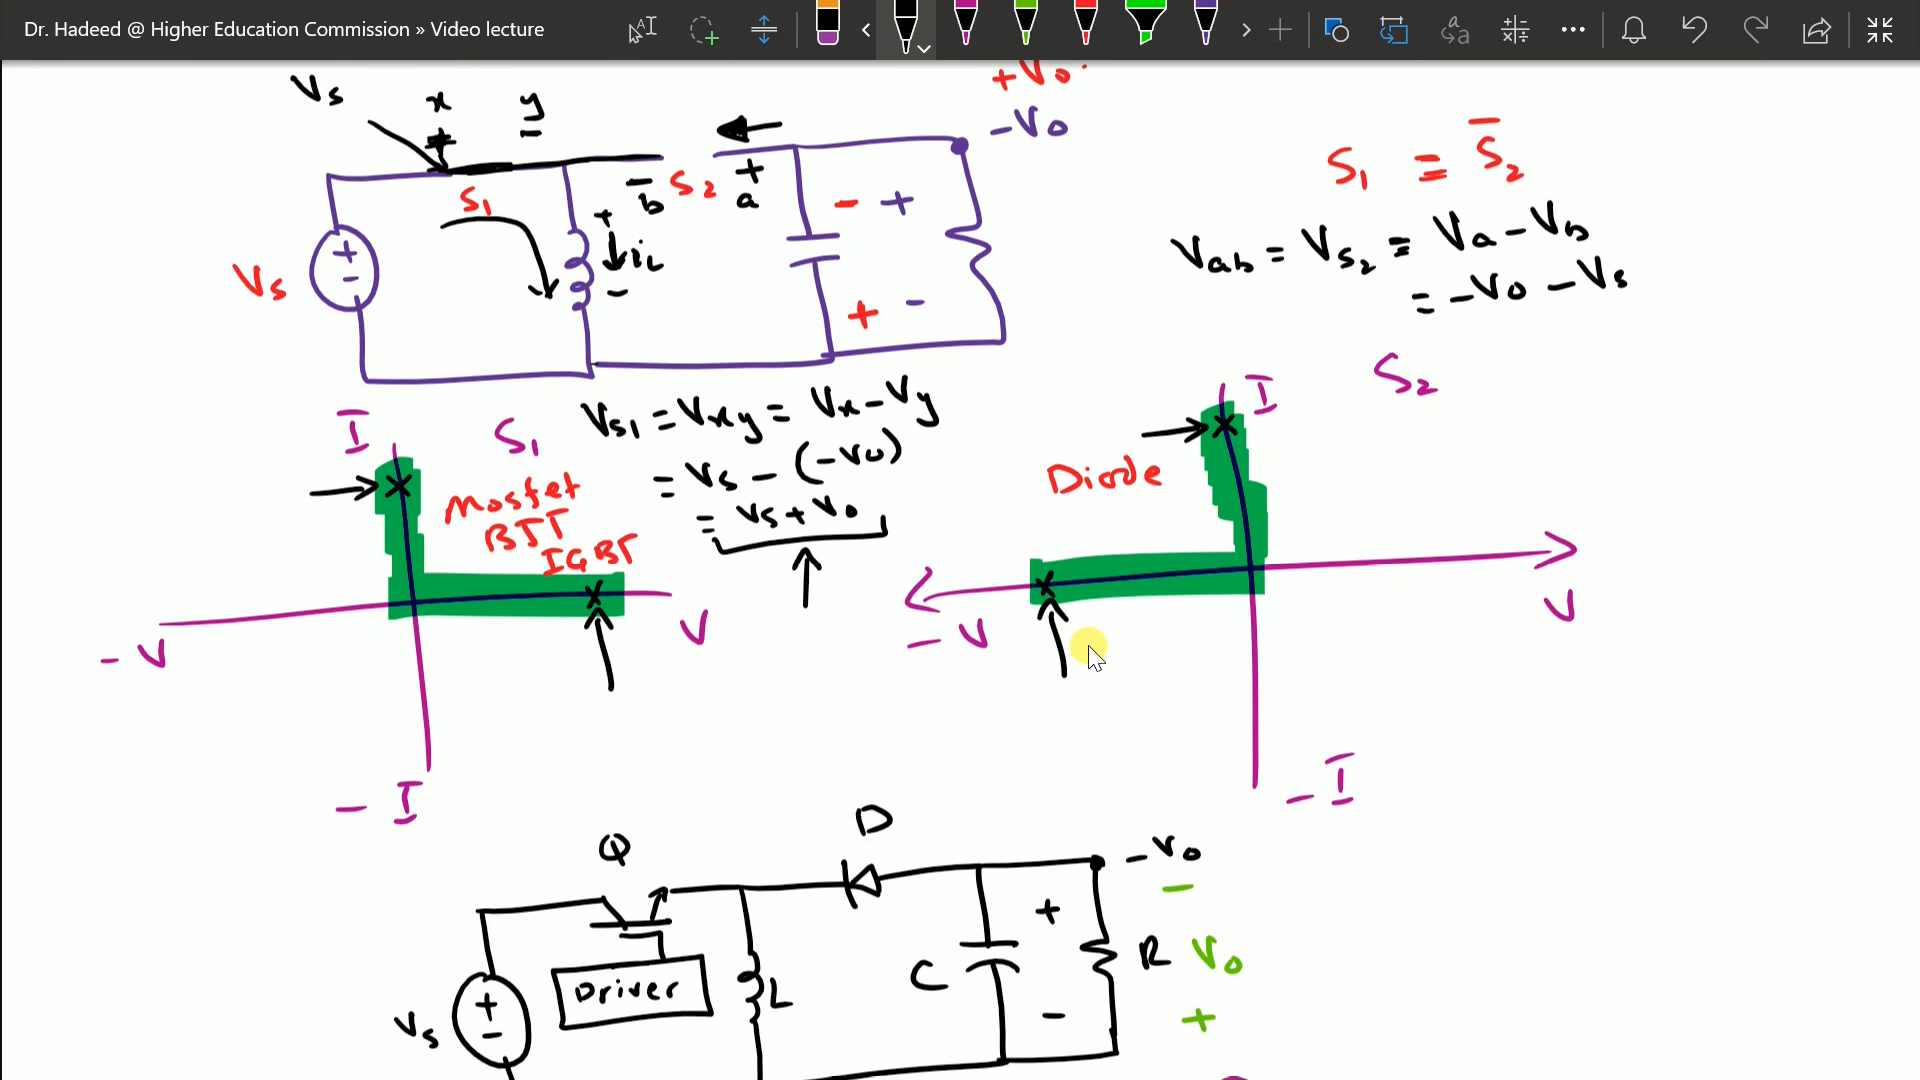 Dr. Hadeed @ Higher Education Commission » Video lecture
+Vo.
Vs x y -Vo
+ -
S1 = S̅2
S1 - b S2 + a - +
Vab = Vs2 = Va - Vb
= -Vo - Vs
Vs + - + iL -
+ -
S2
I S1 Vs1 = Vxy = Vx - Vy I
= Vs - (-Vo)
= Vs + Vo
Mosfet
BJT
IGBT
Diode
- V V - V V
- I - I
Q D -Vo
-
+ R Vo
Driver L C
Vs + - - +